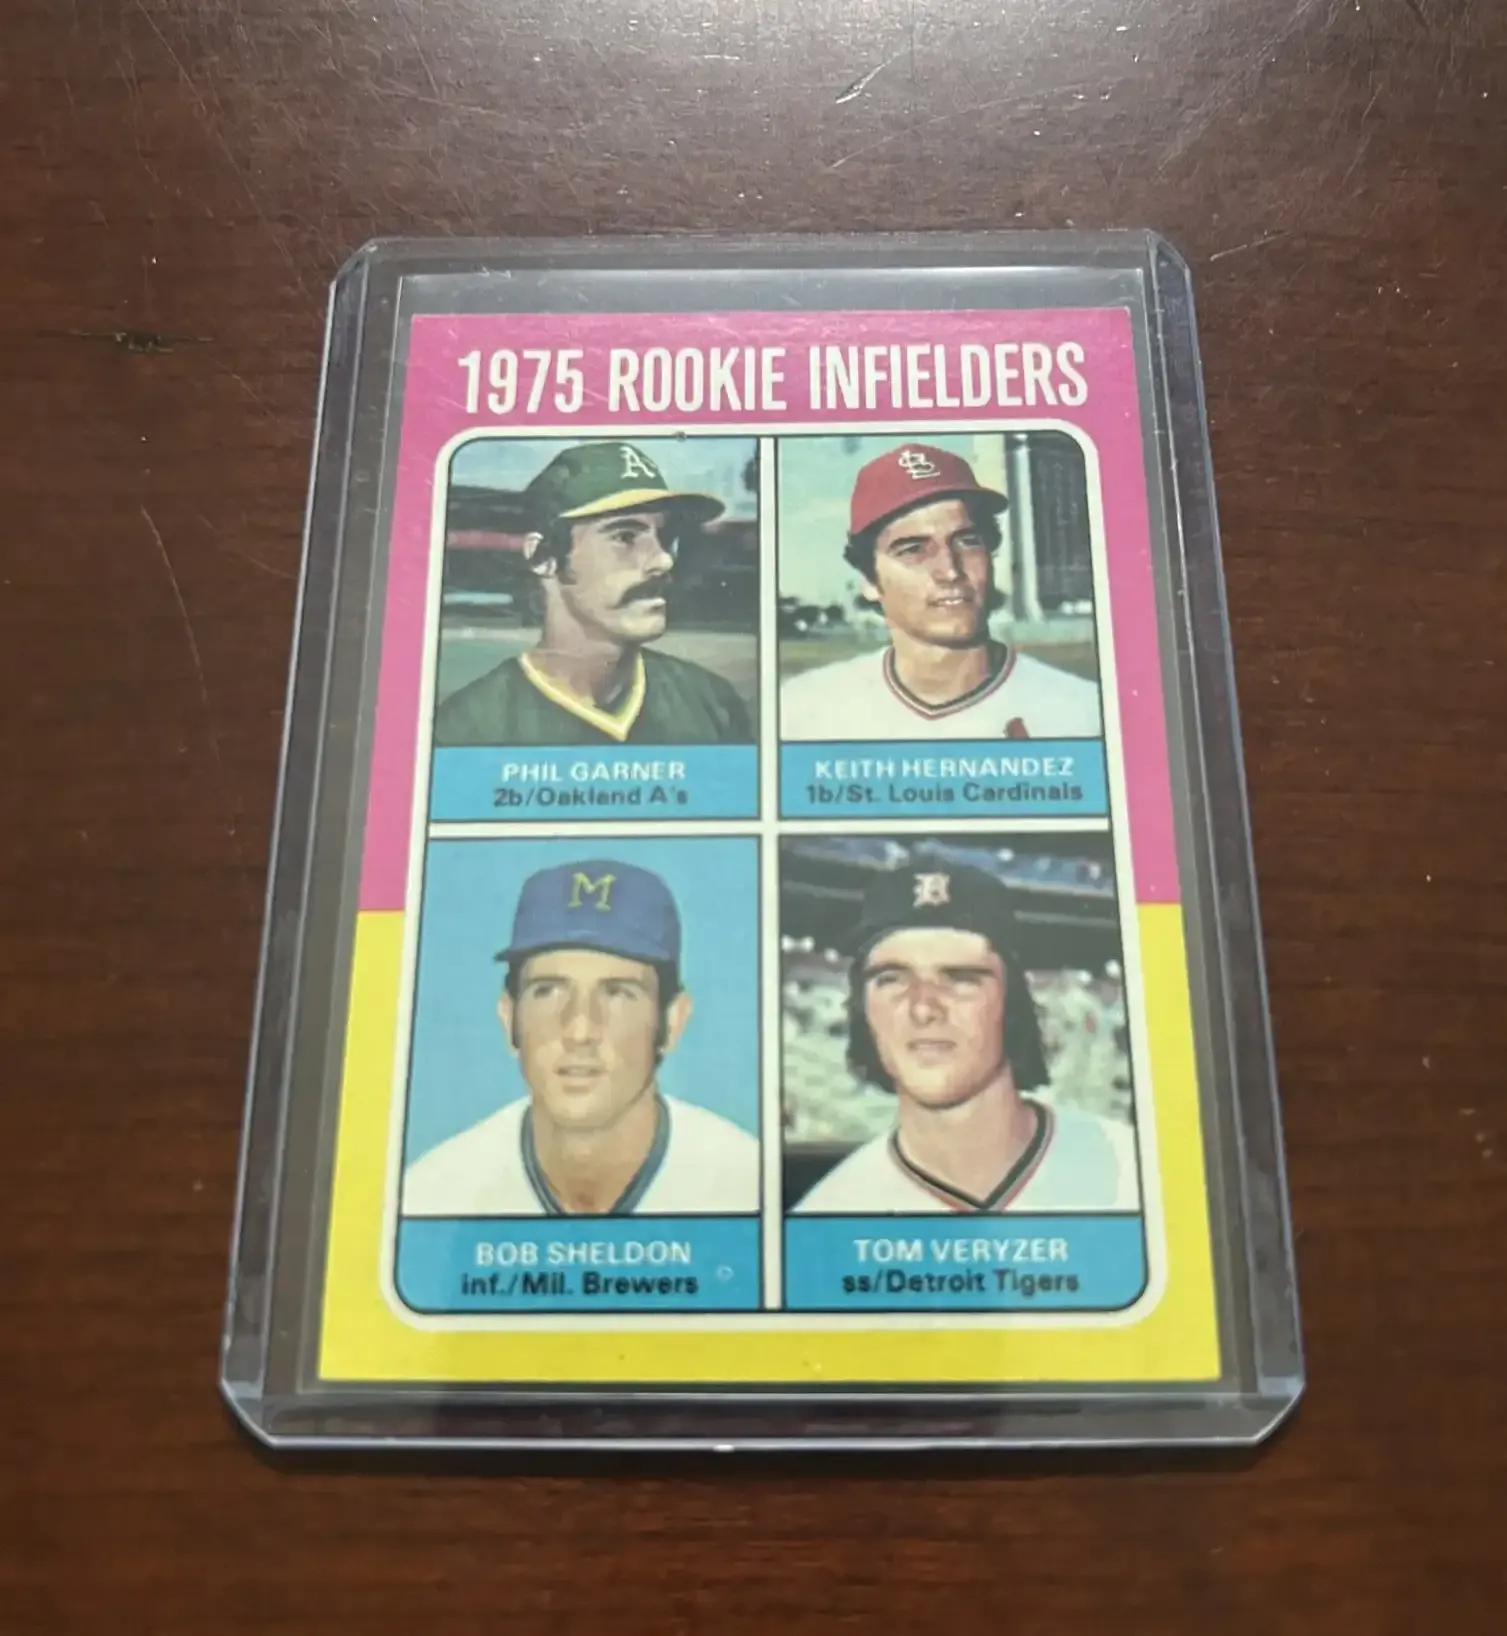 1975 ROOKIE INFIELDERS
A's
STL
PHIL GARNER
2b/Oakland A's
KEITH HERNANDEZ
1b/St. Louis Cardinals
M
D
BOB SHELDON
inf./Mil. Brewers
TOM VERYZER
ss/Detroit Tigers